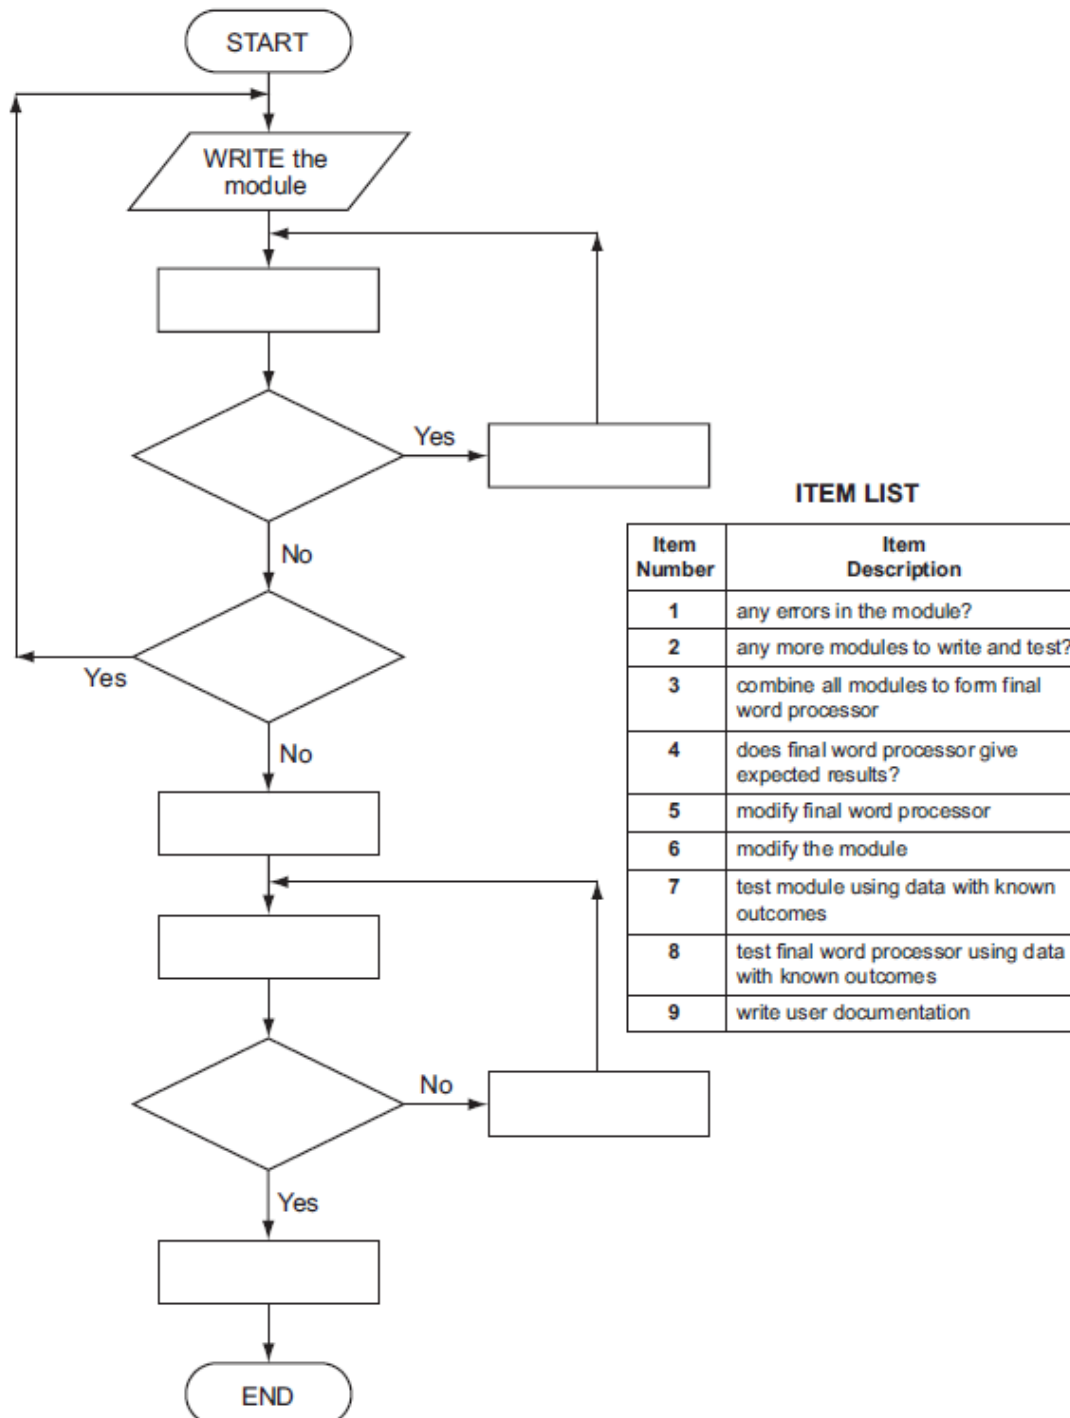 START
WRITE the
module
Yes
No
Yes
No
No
Yes
END
ITEM LIST
Item
Number
Item
Description
1
any errors in the module?
2
any more modules to write and test?
3
combine all modules to form final
word processor
4
does final word processor give
expected results?
5
modify final word processor
6
modify the module
7
test module using data with known
outcomes
8
test final word processor using data
with known outcomes
9
write user documentation